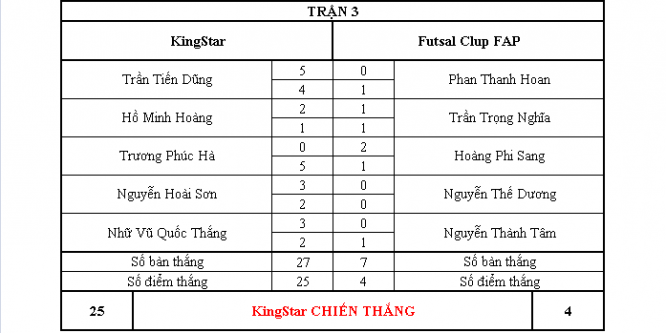 TRẬN 3
KingStar Futsal Clup FAP
Trần Tiến Dũng 5 0 Phan Thanh Hoan
4 1
Hồ Minh Hoàng 2 1 Trần Trọng Nghĩa
1 1
Trương Phúc Hà 0 2 Hoàng Phi Sang
5 1
Nguyễn Hoài Sơn 3 0 Nguyễn Thế Dương
2 0
Nhữ Vũ Quốc Thắng 3 0 Nguyễn Thành Tâm
2 1
Số bàn thắng 27 7 Số bàn thắng
Số điểm thắng 25 4 Số điểm thắng
25 KingStar CHIẾN THẮNG 4